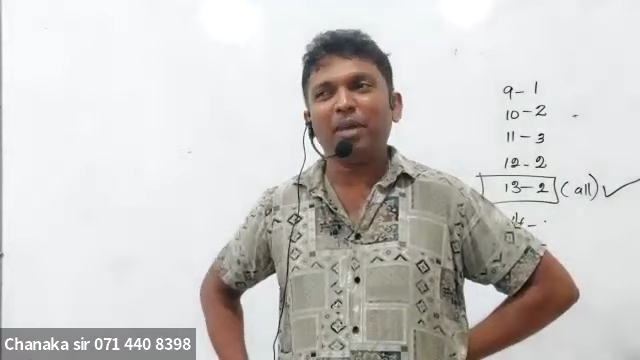 9 - 1
10 - 2
11 - 3
12 - 2
13 - 2 (all) ✓
Chanaka sir 071 440 8398